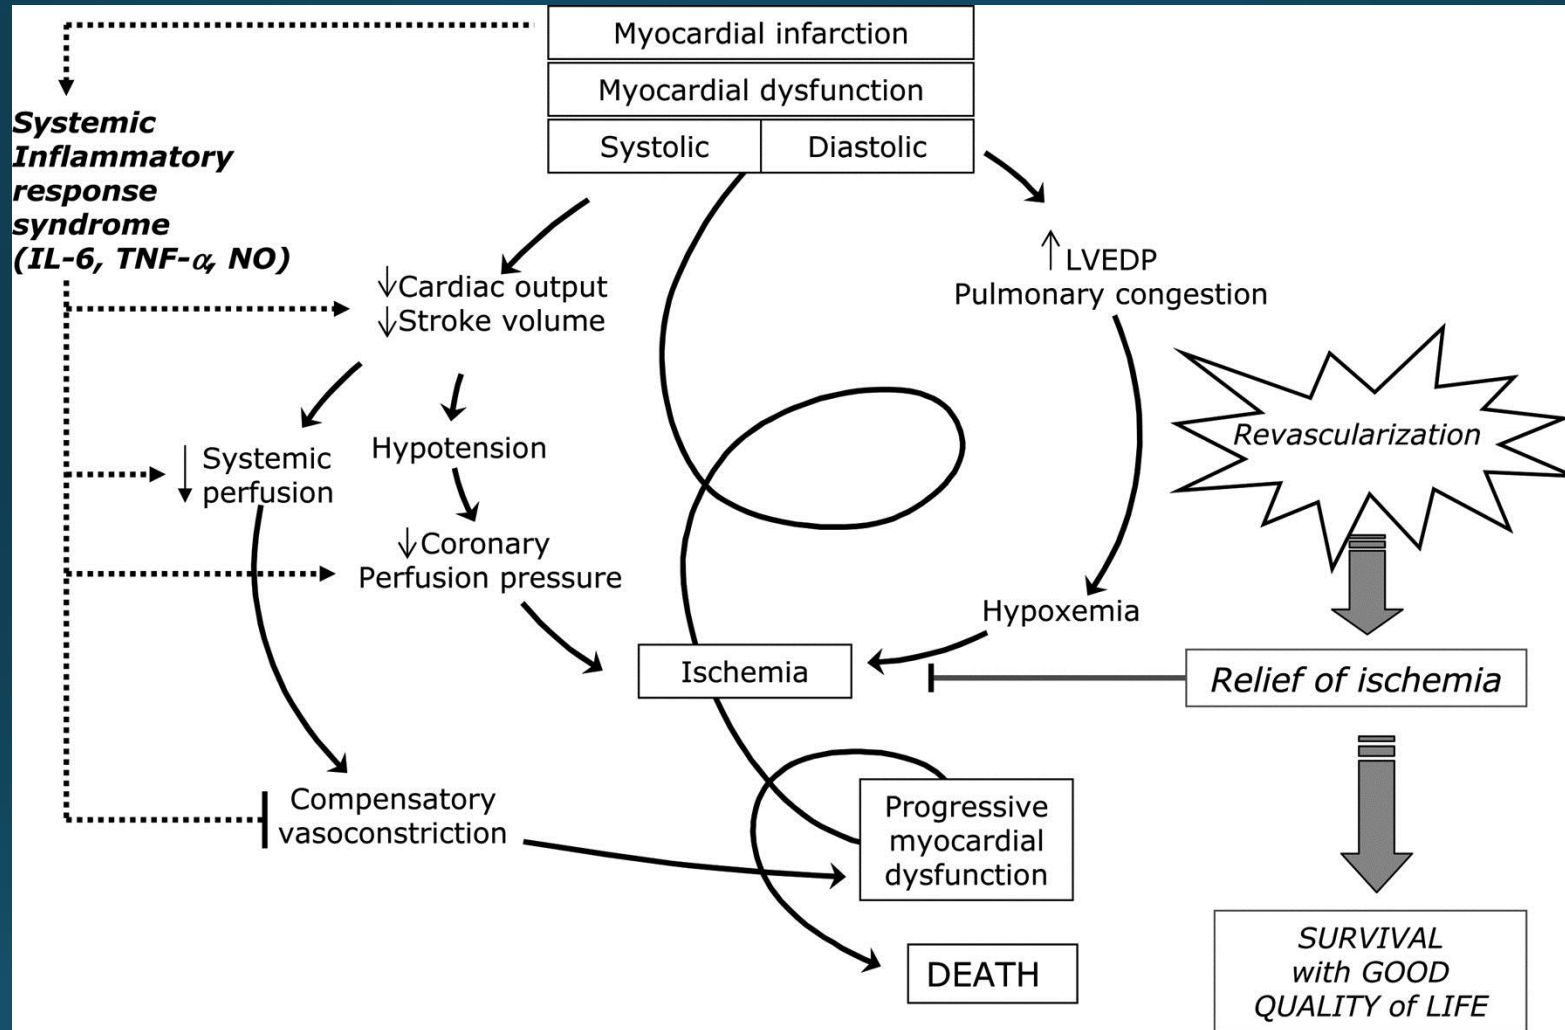 Myocardial infarction
Myocardial dysfunction
Systolic
Diastolic
Systemic
Inflammatory
response
syndrome
(IL-6, TNF-α, NO)
↓Cardiac output
↓Stroke volume
↑LVEDP
Pulmonary congestion
Revascularization
↓ Systemic
perfusion
Hypotension
↓Coronary
Perfusion pressure
Hypoxemia
Ischemia
Relief of ischemia
Compensatory
vasoconstriction
Progressive
myocardial
dysfunction
DEATH
SURVIVAL
with GOOD
QUALITY of LIFE